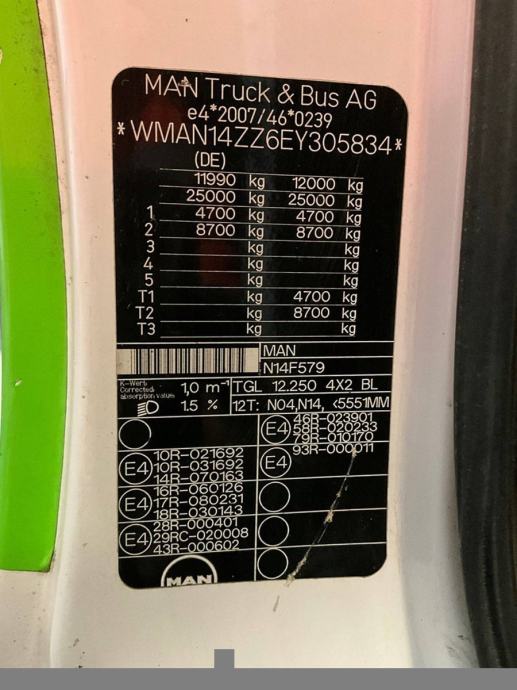 MAN Truck & Bus AG
e4*2007/46*0239
*WMAN14ZZ6EY305834*
(DE)
11990 kg 12000 kg
25000 kg 25000 kg
1 4700 kg 4700 kg
2 8700 kg 8700 kg
3 kg kg
4 kg kg
5 kg kg
T1 kg 4700 kg
T2 kg 8700 kg
T3 kg kg
MAN
N14F579
K-Wert
Corrected
absorption value
1,0 m⁻¹
TGL 12.250 4X2 BL
1.5 %
12T: N04,N14, <5551MM
E4 46R-023901
58R-020233
79R-010170
E4 93R-000011
E4 10R-021692
10R-031692
14R-070163
E4 16R-060126
17R-080231
18R-030143
E4 28R-000401
29RC-020008
43R-000602
MAN